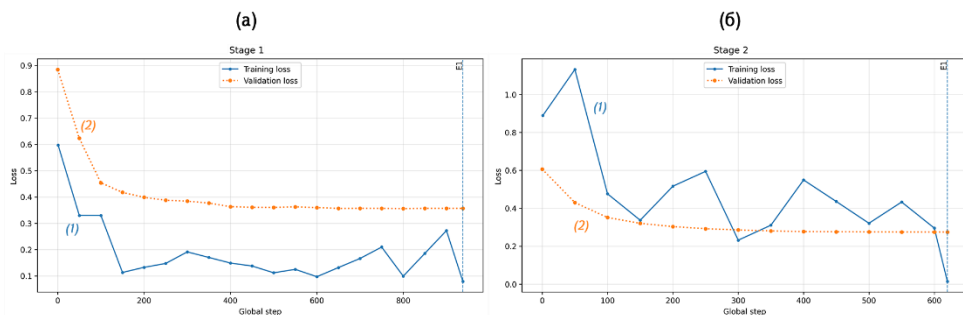 (а)
Stage 1
Loss
0.9
0.8
0.7
0.6
0.5
0.4
0.3
0.2
0.1
0
200
400
600
800
Global step
Training loss
Validation loss
(2)
(1)
E1
(б)
Stage 2
Loss
1.0
0.8
0.6
0.4
0.2
0.0
0
100
200
300
400
500
600
Global step
Training loss
Validation loss
(1)
(2)
E1